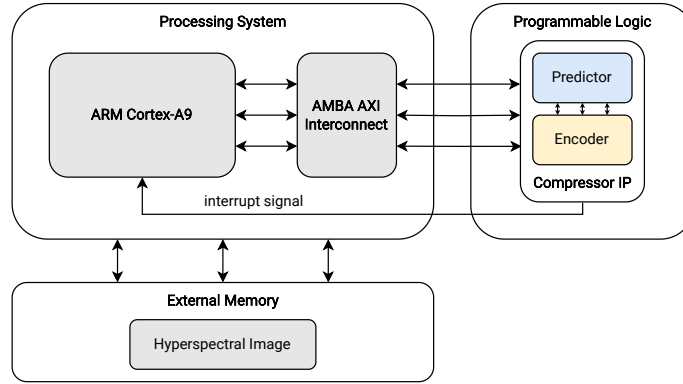 Processing System
Programmable Logic
ARM Cortex-A9
AMBA AXI
Interconnect
Predictor
Encoder
Compressor IP
interrupt signal
External Memory
Hyperspectral Image